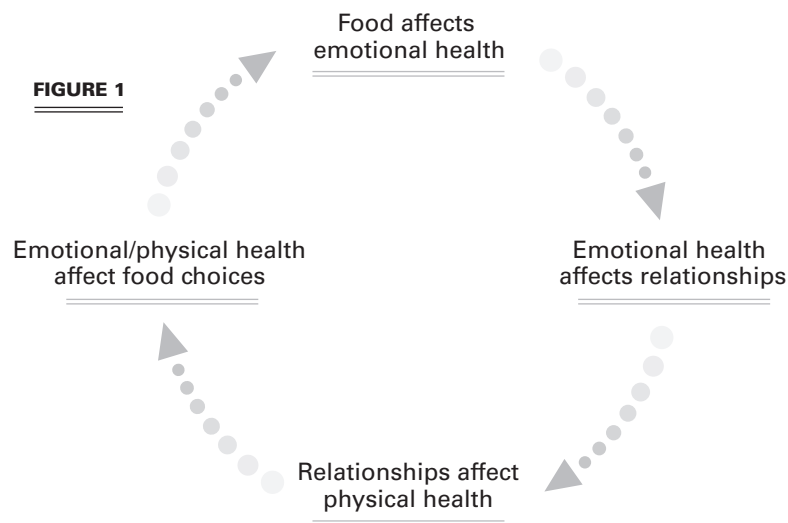 FIGURE 1
Food affects
emotional health
Emotional health
affects relationships
Relationships affect
physical health
Emotional/physical health
affect food choices